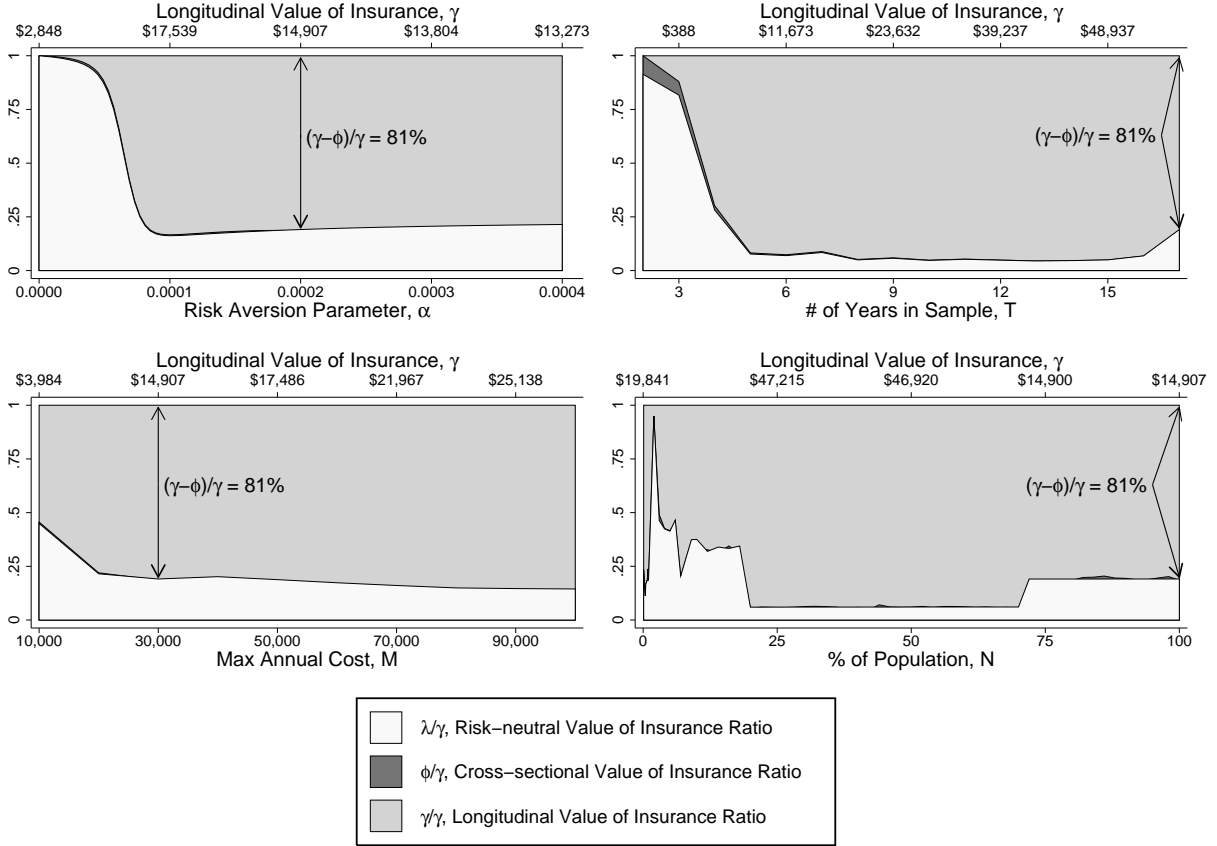 Longitudinal Value of Insurance, γ
$2,848 $17,539 $14,907 $13,804 $13,273
1
.75
.5
.25
0
(γ−ϕ)/γ = 81%
0.0000 0.0001 0.0002 0.0003 0.0004
Risk Aversion Parameter, α
Longitudinal Value of Insurance, γ
$388 $11,673 $23,632 $39,237 $48,937
1
.75
.5
.25
0
(γ−ϕ)/γ = 81%
3 6 9 12 15
# of Years in Sample, T
Longitudinal Value of Insurance, γ
$3,984 $14,907 $17,486 $21,967 $25,138
1
.75
.5
.25
0
(γ−ϕ)/γ = 81%
10,000 30,000 50,000 70,000 90,000
Max Annual Cost, M
Longitudinal Value of Insurance, γ
$19,841 $47,215 $46,920 $14,900 $14,907
1
.75
.5
.25
0
(γ−ϕ)/γ = 81%
0 25 50 75 100
% of Population, N
λ/γ, Risk−neutral Value of Insurance Ratio
ϕ/γ, Cross−sectional Value of Insurance Ratio
γ/γ, Longitudinal Value of Insurance Ratio